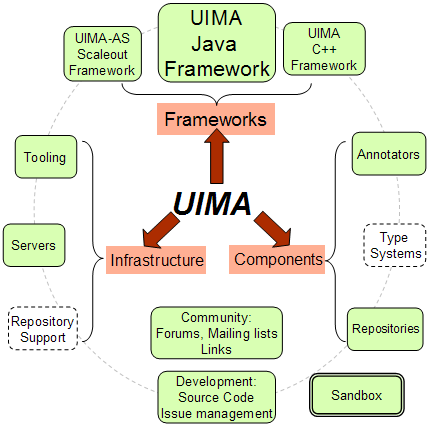 UIMA-AS
Scaleout
Framework
UIMA
Java
Framework
UIMA
C++
Framework
Frameworks
Tooling
Annotators
UIMA
Servers
Type
Systems
Infrastructure
Components
Repository
Support
Community:
Forums, Mailing lists
Links
Repositories
Development:
Source Code
Issue management
Sandbox